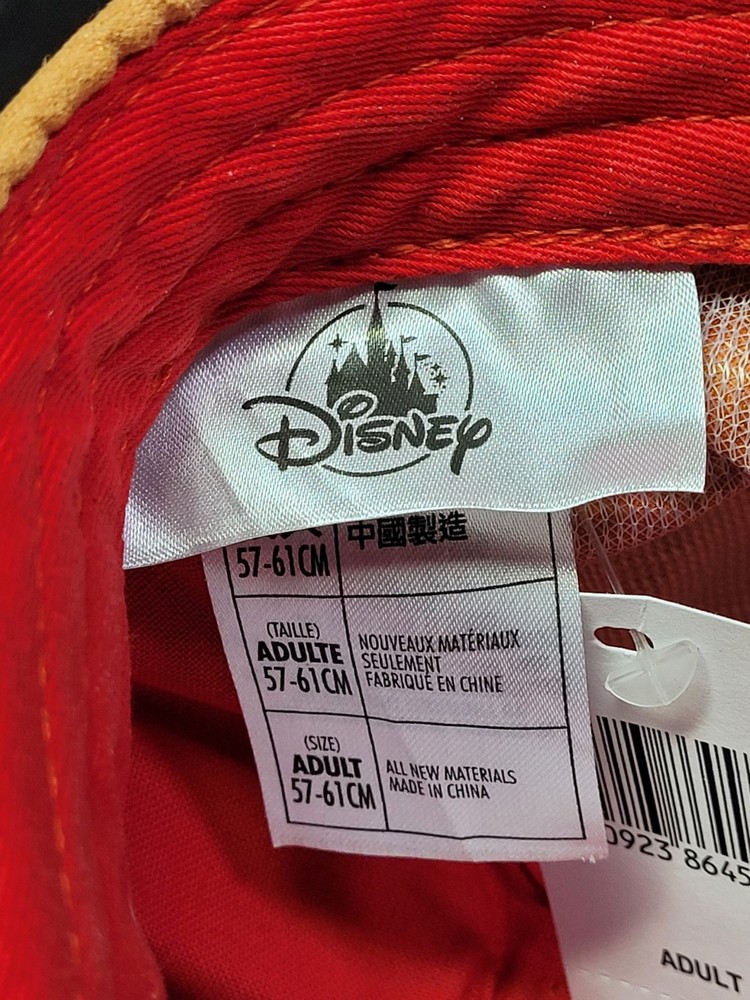 Disney
57-61CM
中國製造
(TAILLE)
ADULTE
57-61CM
NOUVEAUX MATÉRIAUX
SEULEMENT
FABRIQUÉ EN CHINE
(SIZE)
ADULT
57-61CM
ALL NEW MATERIALS
MADE IN CHINA
0923 8645
ADULT